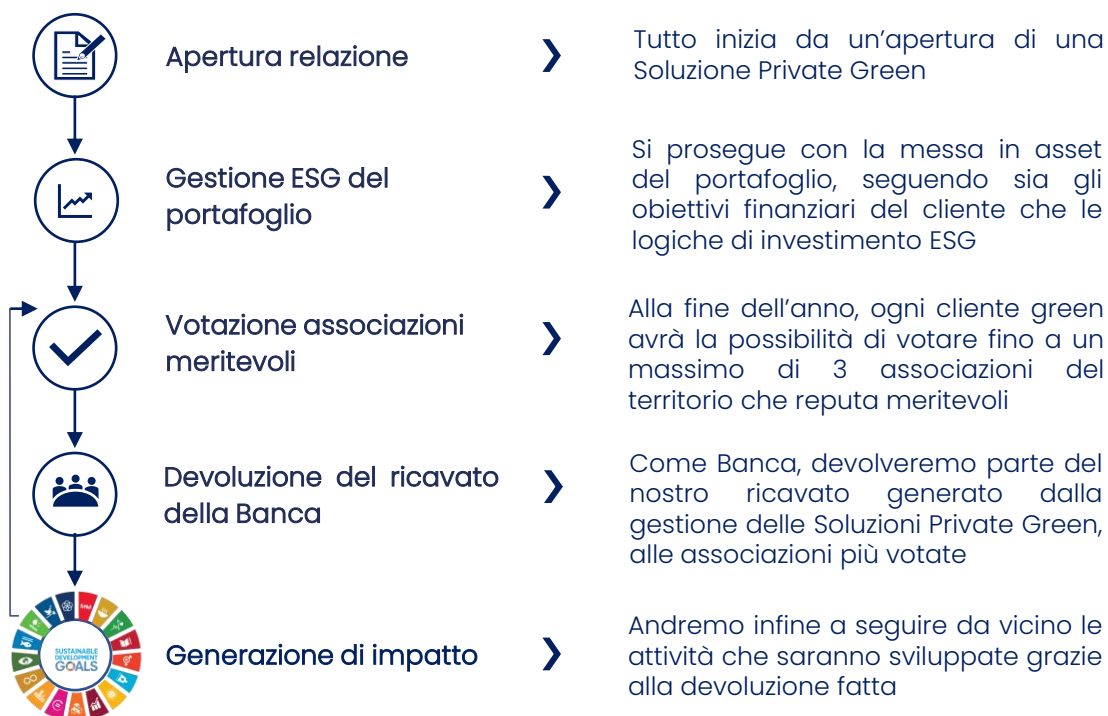 Apertura relazione
Tutto inizia da un'apertura di una
Soluzione Private Green
Gestione ESG del
portafoglio
Si prosegue con la messa in asset
del portafoglio, seguendo sia gli
obiettivi finanziari del cliente che le
logiche di investimento ESG
Votazione associazioni
meritevoli
Alla fine dell'anno, ogni cliente green
avrà la possibilità di votare fino a un
massimo di 3 associazioni del
territorio che reputa meritevoli
Devoluzione del ricavato
della Banca
Come Banca, devolveremo parte del
nostro ricavato generato dalla
gestione delle Soluzioni Private Green,
alle associazioni più votate
SUSTAINABLE
DEVELOPMENT
GOALS
Generazione di impatto
Andremo infine a seguire da vicino le
attività che saranno sviluppate grazie
alla devoluzione fatta